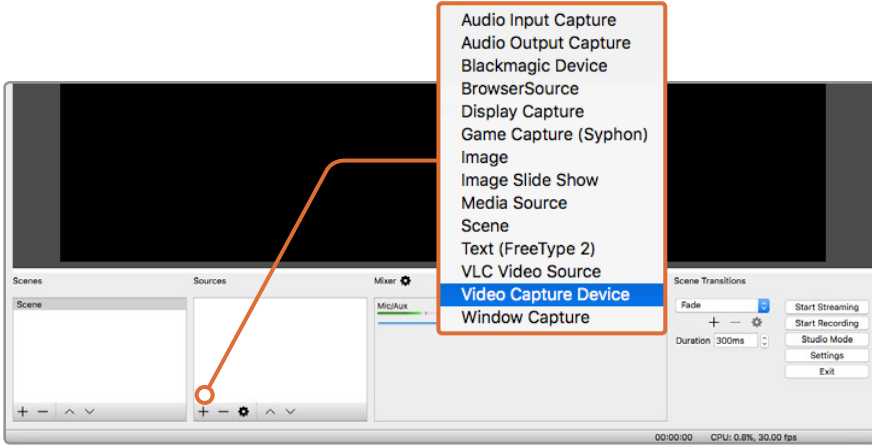 Audio Input Capture
Audio Output Capture
Blackmagic Device
BrowserSource
Display Capture
Game Capture (Syphon)
Image
Image Slide Show
Media Source
Scene
Text (FreeType 2)
VLC Video Source
Video Capture Device
Window Capture
Scenes
Scene
Sources
Mixer
Mic/Aux
Scene Transitions
Fade
Duration 300ms
Start Streaming
Start Recording
Studio Mode
Settings
Exit
00:00:00 CPU: 0.8%, 30.00 fps